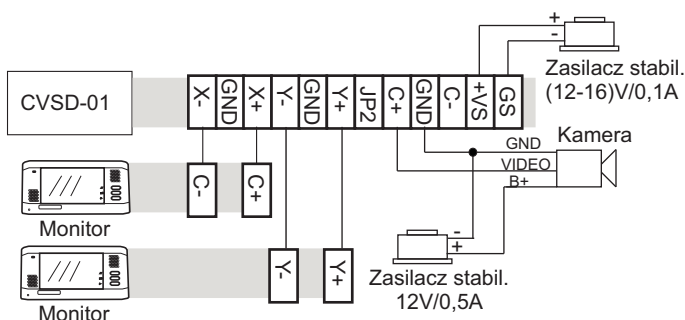 +
-
Zasilacz stabil.
(12-16)V/0,1A
CVSD-01
X-
GND
X+
Y-
GND
Y+
JP2
C+
GND
C-
+VS
GS
Kamera
GND
VIDEO
B+
C-
C+
Monitor
-
+
Y-
Y+
Zasilacz stabil.
12V/0,5A
Monitor